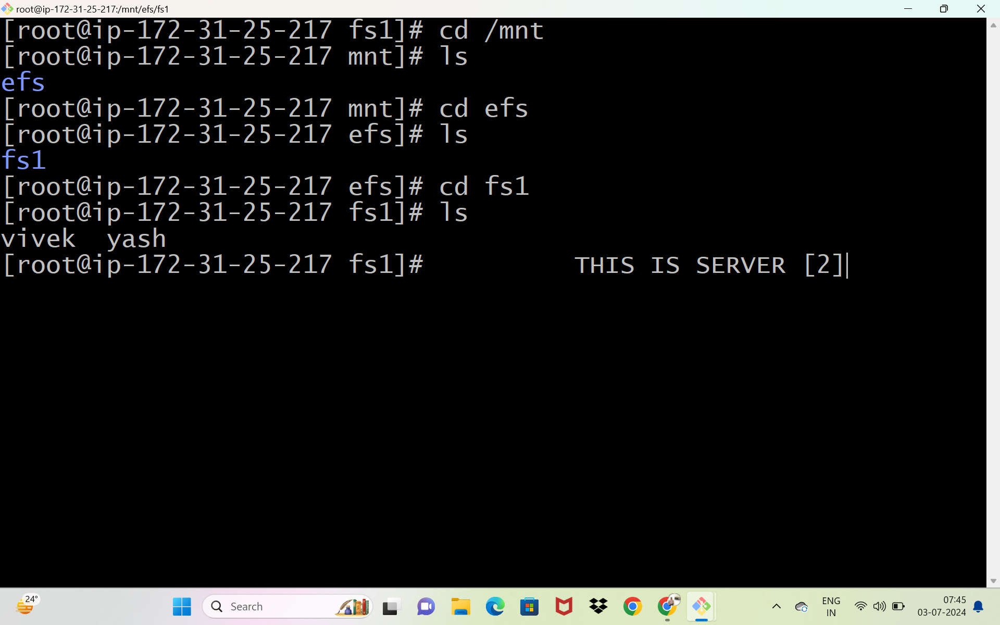 root@ip-172-31-25-217:/mnt/efs/fs1
[root@ip-172-31-25-217 fs1]# cd /mnt
[root@ip-172-31-25-217 mnt]# ls
efs
[root@ip-172-31-25-217 mnt]# cd efs
[root@ip-172-31-25-217 efs]# ls
fs1
[root@ip-172-31-25-217 efs]# cd fs1
[root@ip-172-31-25-217 fs1]# ls
vivek  yash
[root@ip-172-31-25-217 fs1]#          THIS IS SERVER [2]
24°
Search
ENG
IN
07:45
03-07-2024